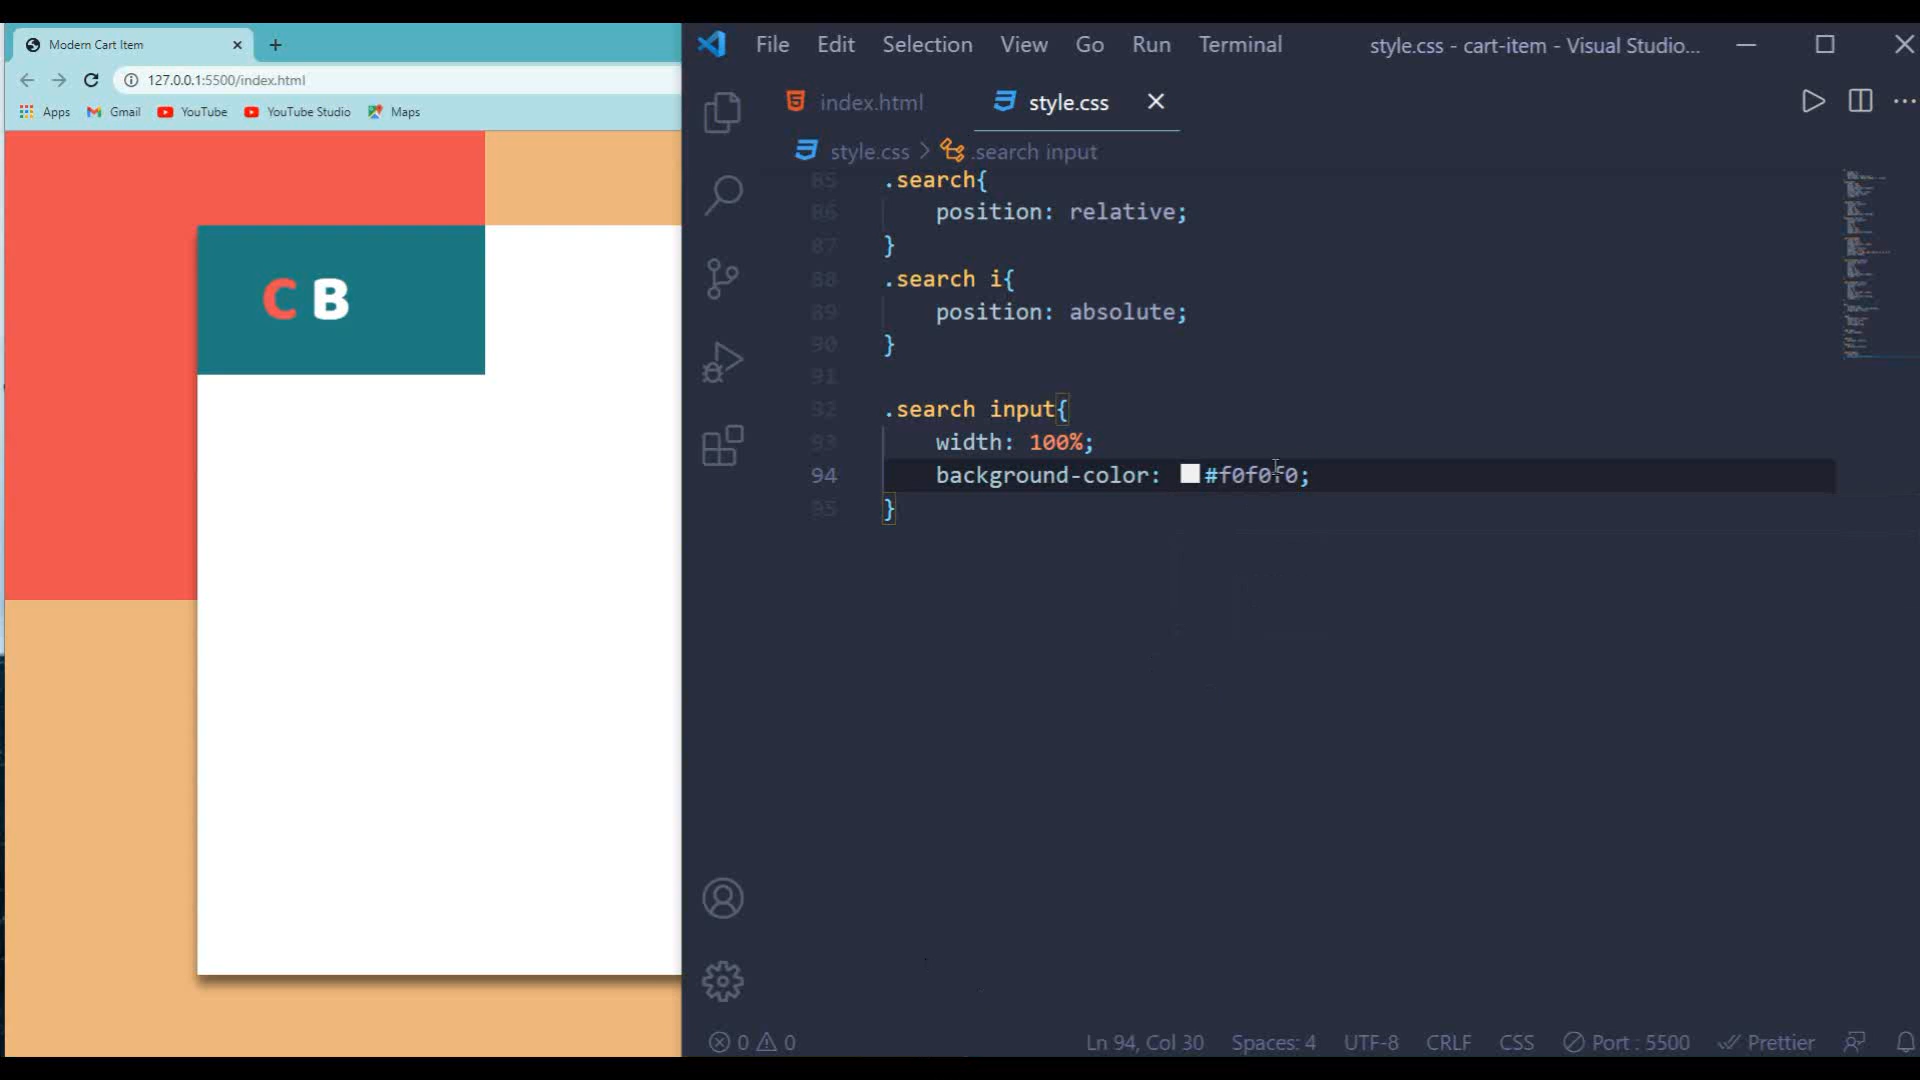 Modern Cart Item
127.0.0.1:5500/index.html
Apps Gmail YouTube YouTube Studio Maps
C B
File Edit Selection View Go Run Terminal style.css - cart-item - Visual Studio...
index.html style.css
style.css > .search input
85 .search{
86 position: relative;
87 }
88 .search i{
89 position: absolute;
90 }
91
92 .search input{
93 width: 100%;
94 background-color: #f0f0f0;
95 }
0 0 Ln 94, Col 30 Spaces: 4 UTF-8 CRLF CSS Port : 5500 Prettier